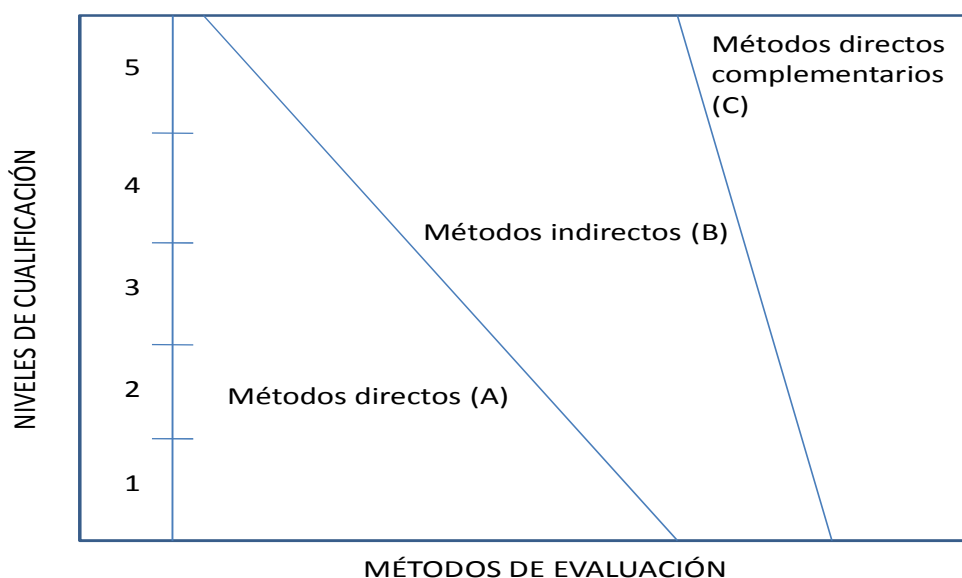 NIVELES DE CUALIFICACIÓN
5
4
3
2
1
Métodos directos
complementarios
(C)
Métodos indirectos (B)
Métodos directos (A)
MÉTODOS DE EVALUACIÓN